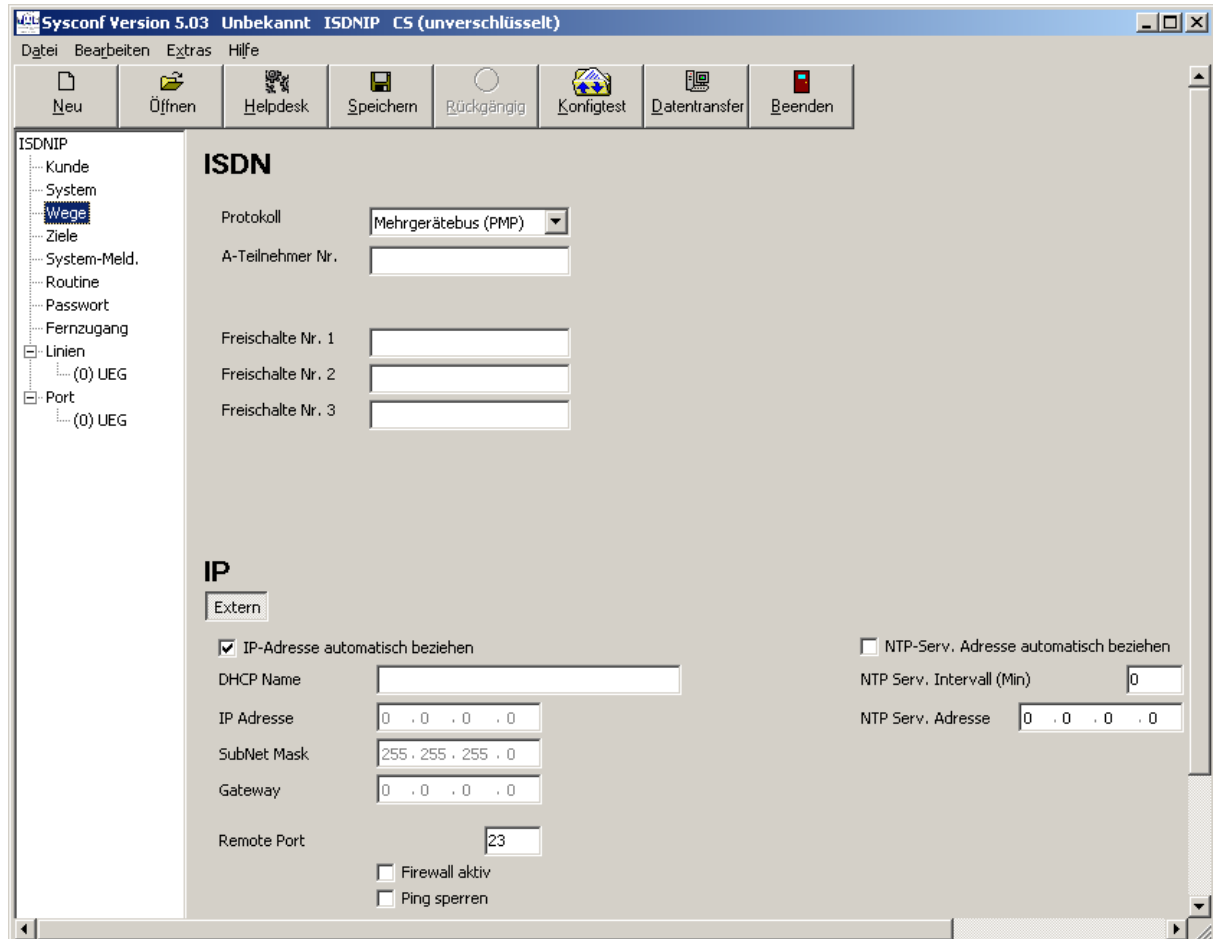 Sysconf Version 5.03 Unbekannt ISDNIP CS (unverschlüsselt)
Datei Bearbeiten Extras Hilfe
Neu Öffnen Helpdesk Speichern Rückgängig Konfigtest Datentransfer Beenden
ISDNIP
Kunde
System
Wege
Ziele
System-Meld.
Routine
Passwort
Fernzugang
Linien
(0) UEG
Port
(0) UEG
ISDN
Protokoll Mehrgerätebus (PMP)
A-Teilnehmer Nr.
Freischalte Nr. 1
Freischalte Nr. 2
Freischalte Nr. 3
IP
Extern
IP-Adresse automatisch beziehen
DHCP Name
IP Adresse 0 . 0 . 0 . 0
SubNet Mask 255 . 255 . 255 . 0
Gateway 0 . 0 . 0 . 0
Remote Port 23
Firewall aktiv
Ping sperren
NTP-Serv. Adresse automatisch beziehen
NTP Serv. Intervall (Min) 0
NTP Serv. Adresse 0 . 0 . 0 . 0